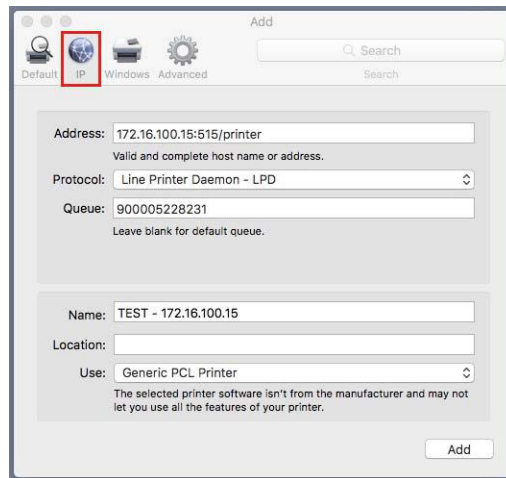 Add
Default IP Windows Advanced
Search
Search
Address: 172.16.100.15:515/printer
Valid and complete host name or address.
Protocol: Line Printer Daemon - LPD
Queue: 900005228231
Leave blank for default queue.
Name: TEST - 172.16.100.15
Location:
Use: Generic PCL Printer
The selected printer software isn't from the manufacturer and may not
let you use all the features of your printer.
Add